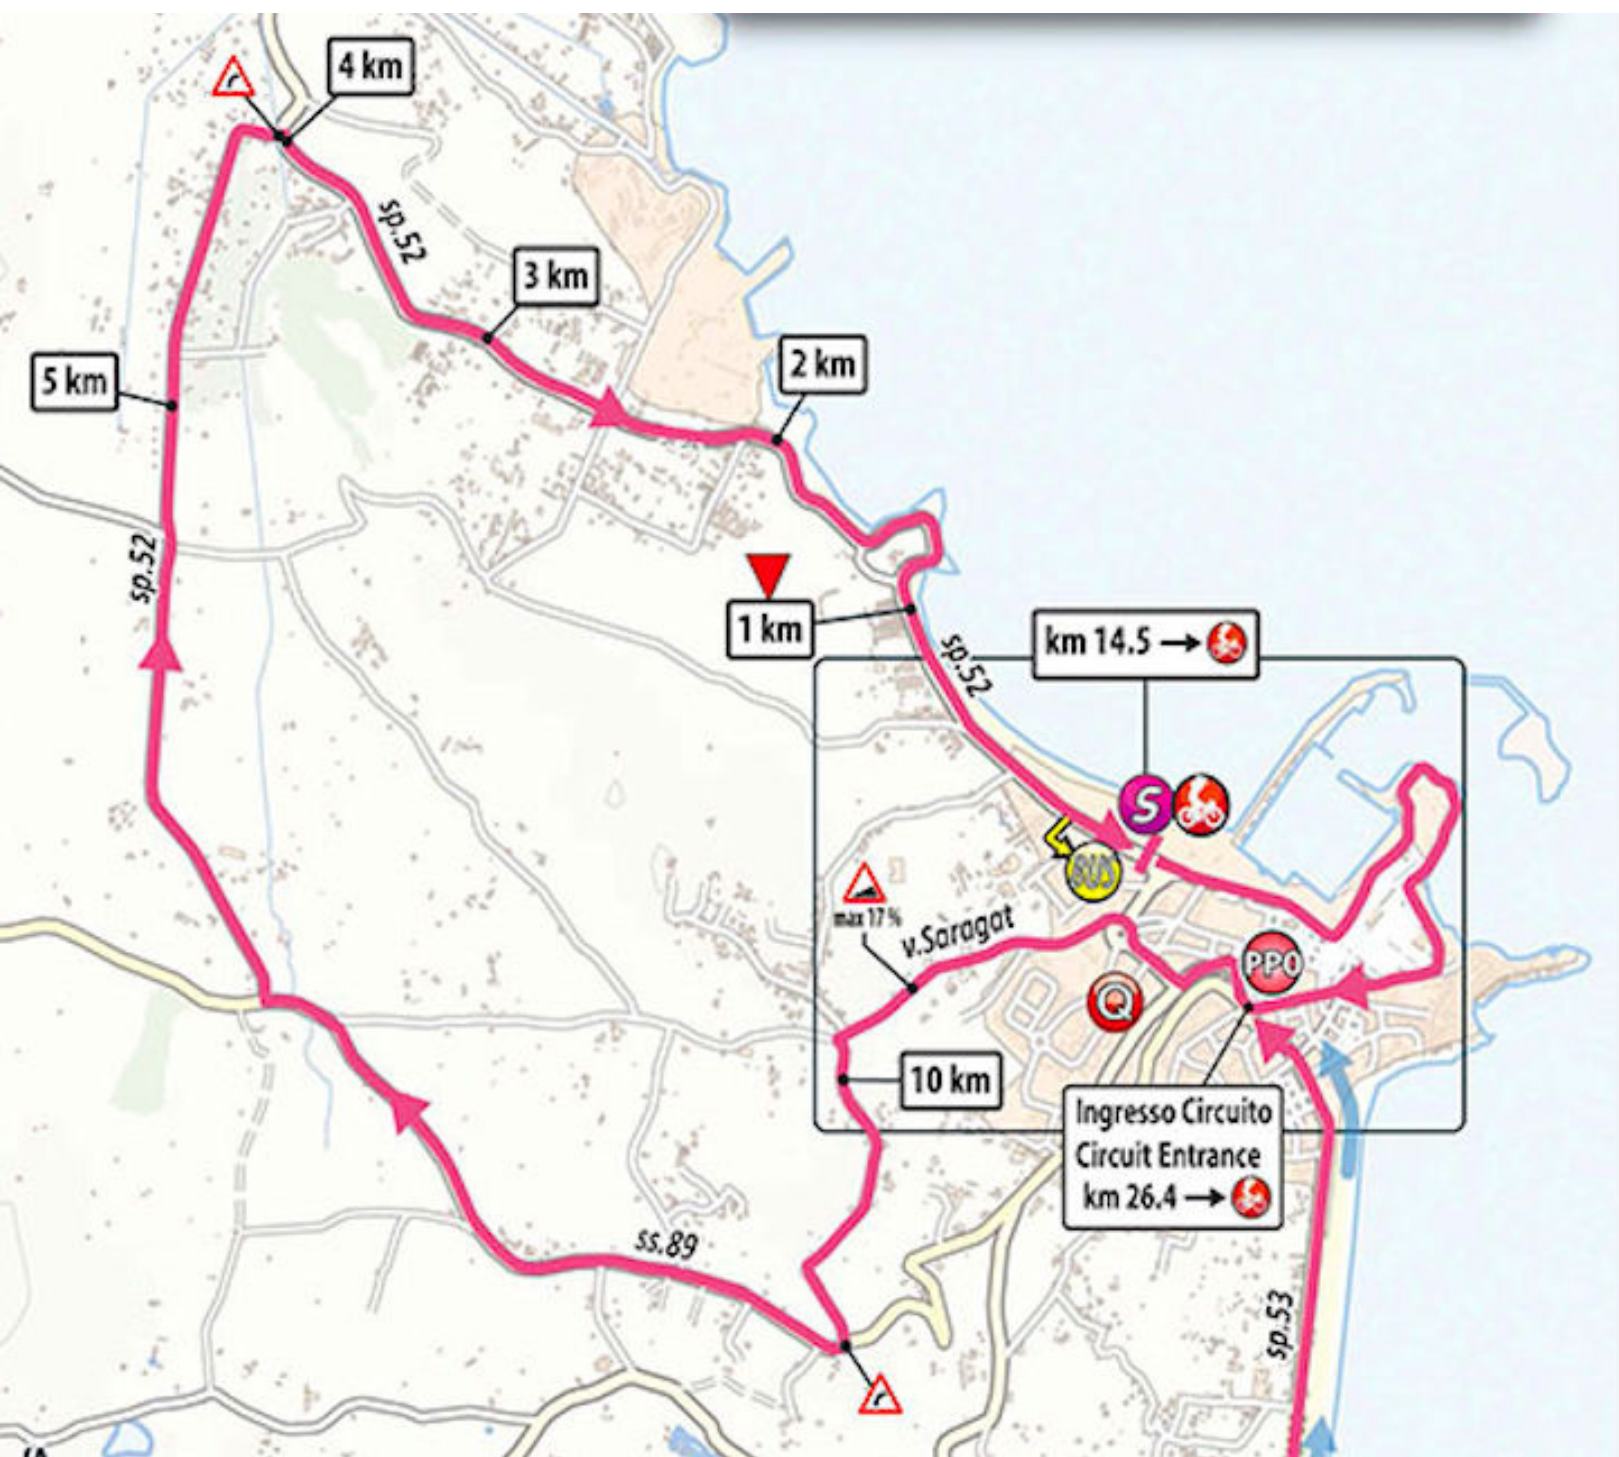 4 km
sp.52
3 km
2 km
5 km
sp.52
1 km
sp.52
km 14.5
S
BUS
max 17 %
v.Saragat
PPO
Q
10 km
Ingresso Circuito
Circuit Entrance
km 26.4
ss.89
sp.53